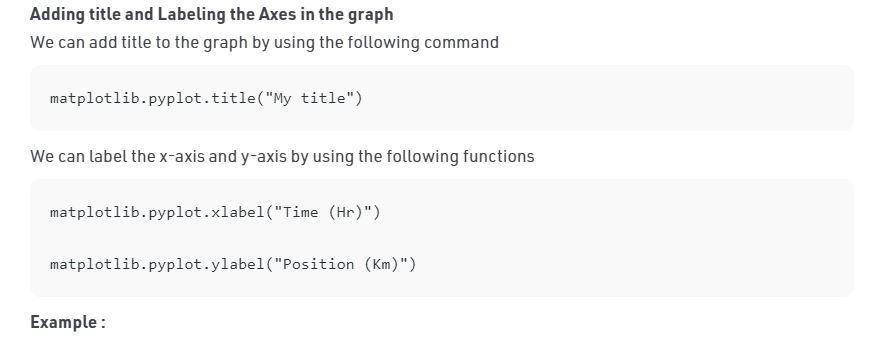 Adding title and Labeling the Axes in the graph
We can add title to the graph by using the following command
matplotlib.pyplot.title("My title")
We can label the x-axis and y-axis by using the following functions
matplotlib.pyplot.xlabel("Time (Hr)")
matplotlib.pyplot.ylabel("Position (Km)")
Example :